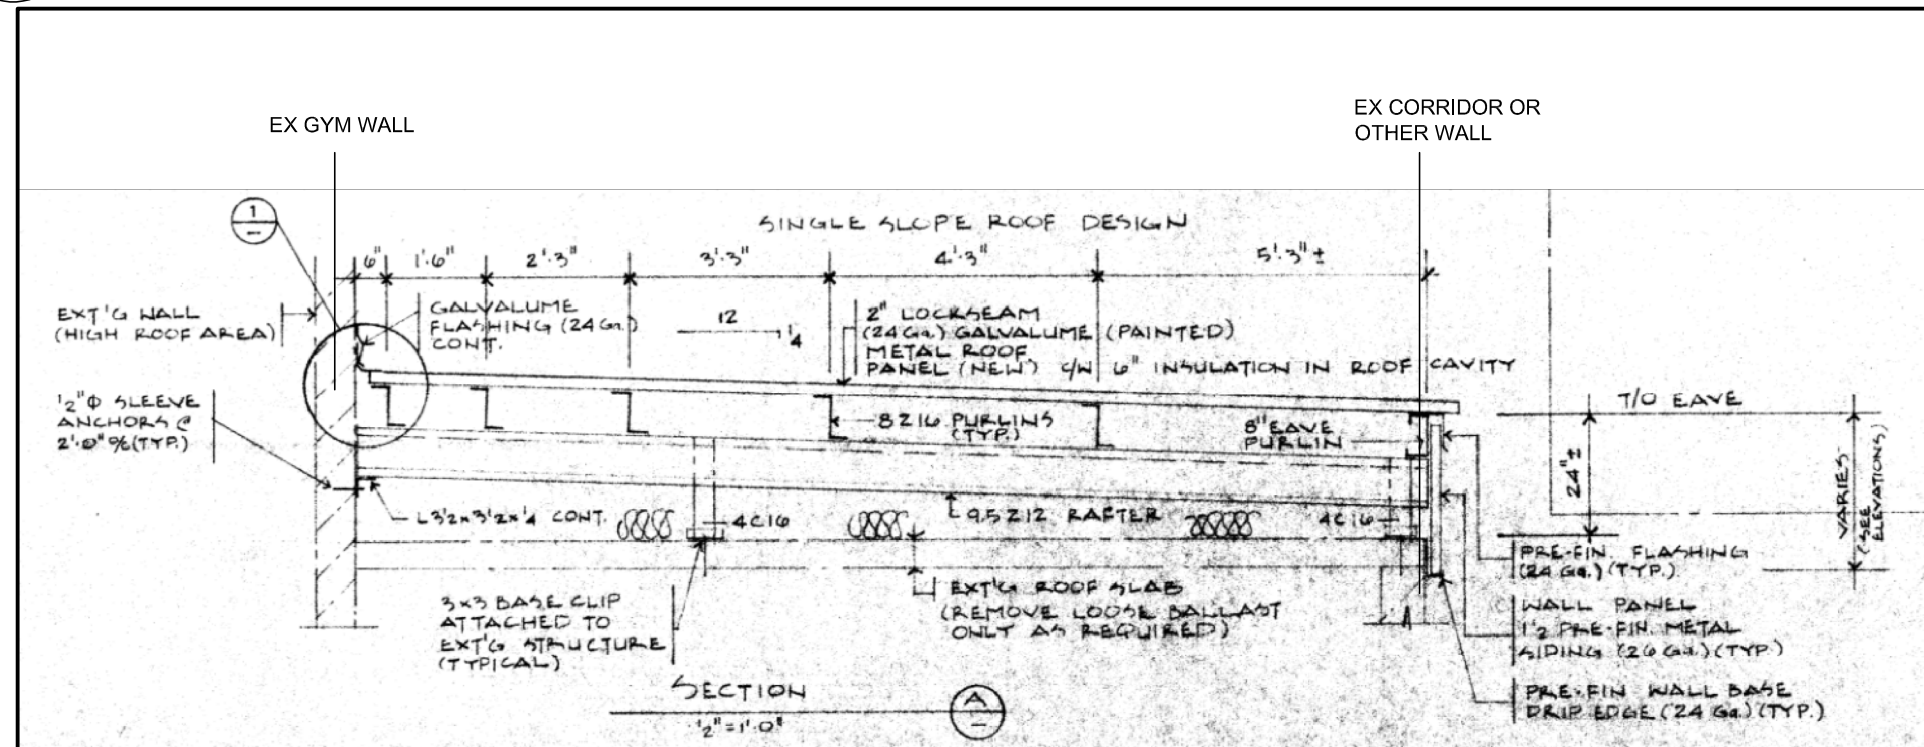 EX GYM WALL
EX CORRIDOR OR
OTHER WALL
1
SINGLE SLOPE ROOF DESIGN
6" 1'-6" 2'-3" 3'-3" 4'-3" 5'-3"±
EXT'G WALL
(HIGH ROOF AREA)
GALVALUME
FLASHING (24 Ga.)
CONT.
12
1/4
2" LOCKSEAM
(24 Ga.) GALVALUME (PAINTED)
METAL ROOF
PANEL (NEW) C/W 6" INSULATION IN ROOF CAVITY
1/2"Φ SLEEVE
ANCHORS @
2'-0" O/C (TYP.)
8Z16 PURLINS
(TYP.)
8" EAVE
PURLIN
T/O EAVE
24"±
VARIES
(SEE
ELEVATIONS)
L3 1/2 x 3 1/2 x 1/4 CONT.
4C16
9.5Z12 RAFTER
4C16
3x3 BASE CLIP
ATTACHED TO
EXT'G STRUCTURE
(TYPICAL)
EXT'G ROOF SLAB
(REMOVE LOOSE BALLAST
ONLY AS REQUIRED)
PRE-FIN. FLASHING
(24 Ga.) (TYP.)
WALL PANEL
1 1/2 PRE-FIN. METAL
SIDING (26 Ga.) (TYP.)
PRE-FIN WALL BASE
DRIP EDGE (24 Ga.) (TYP.)
SECTION
1/2" = 1'-0"
A